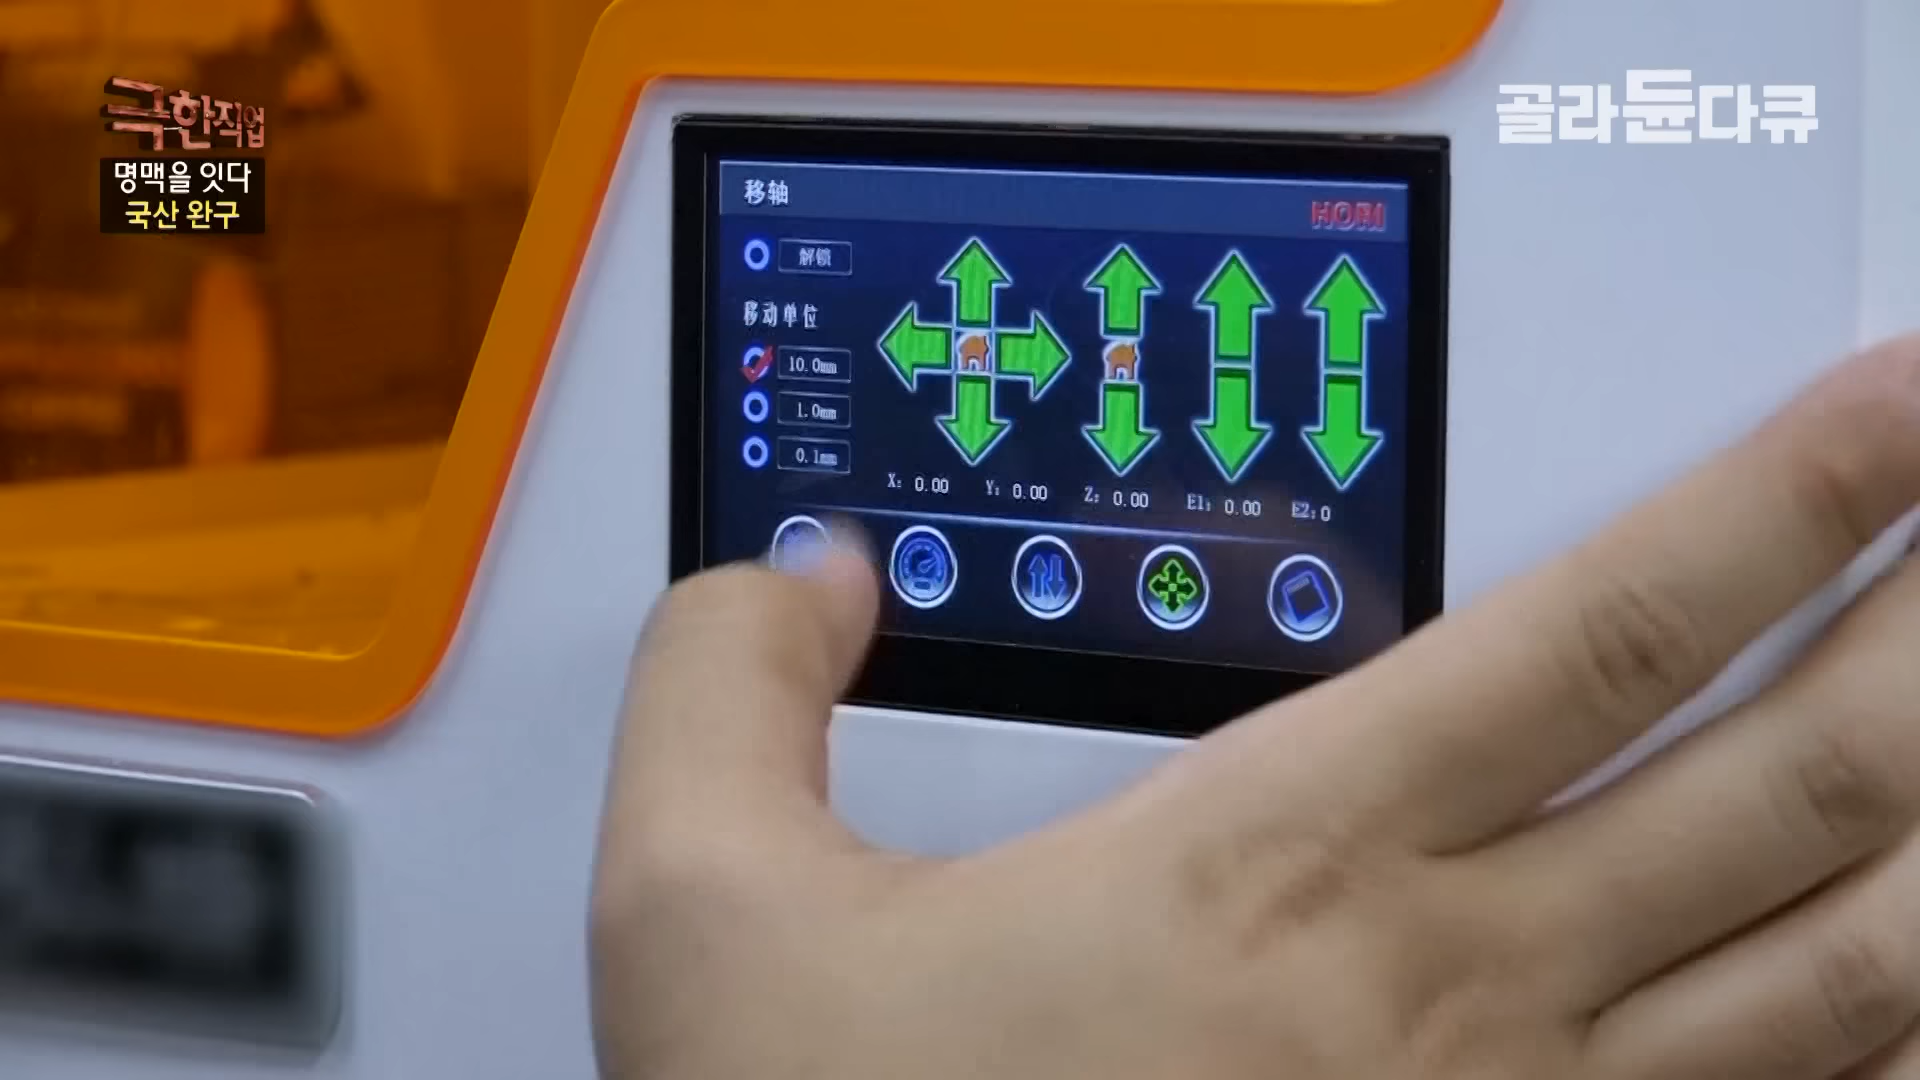 극한직업
명맥을 잇다
국산 완구
골라듄다큐
移轴
HORI
解锁
移动单位
10.0mm
1.0mm
0.1mm
X: 0.00 Y: 0.00 Z: 0.00 E1: 0.00 E2: 0